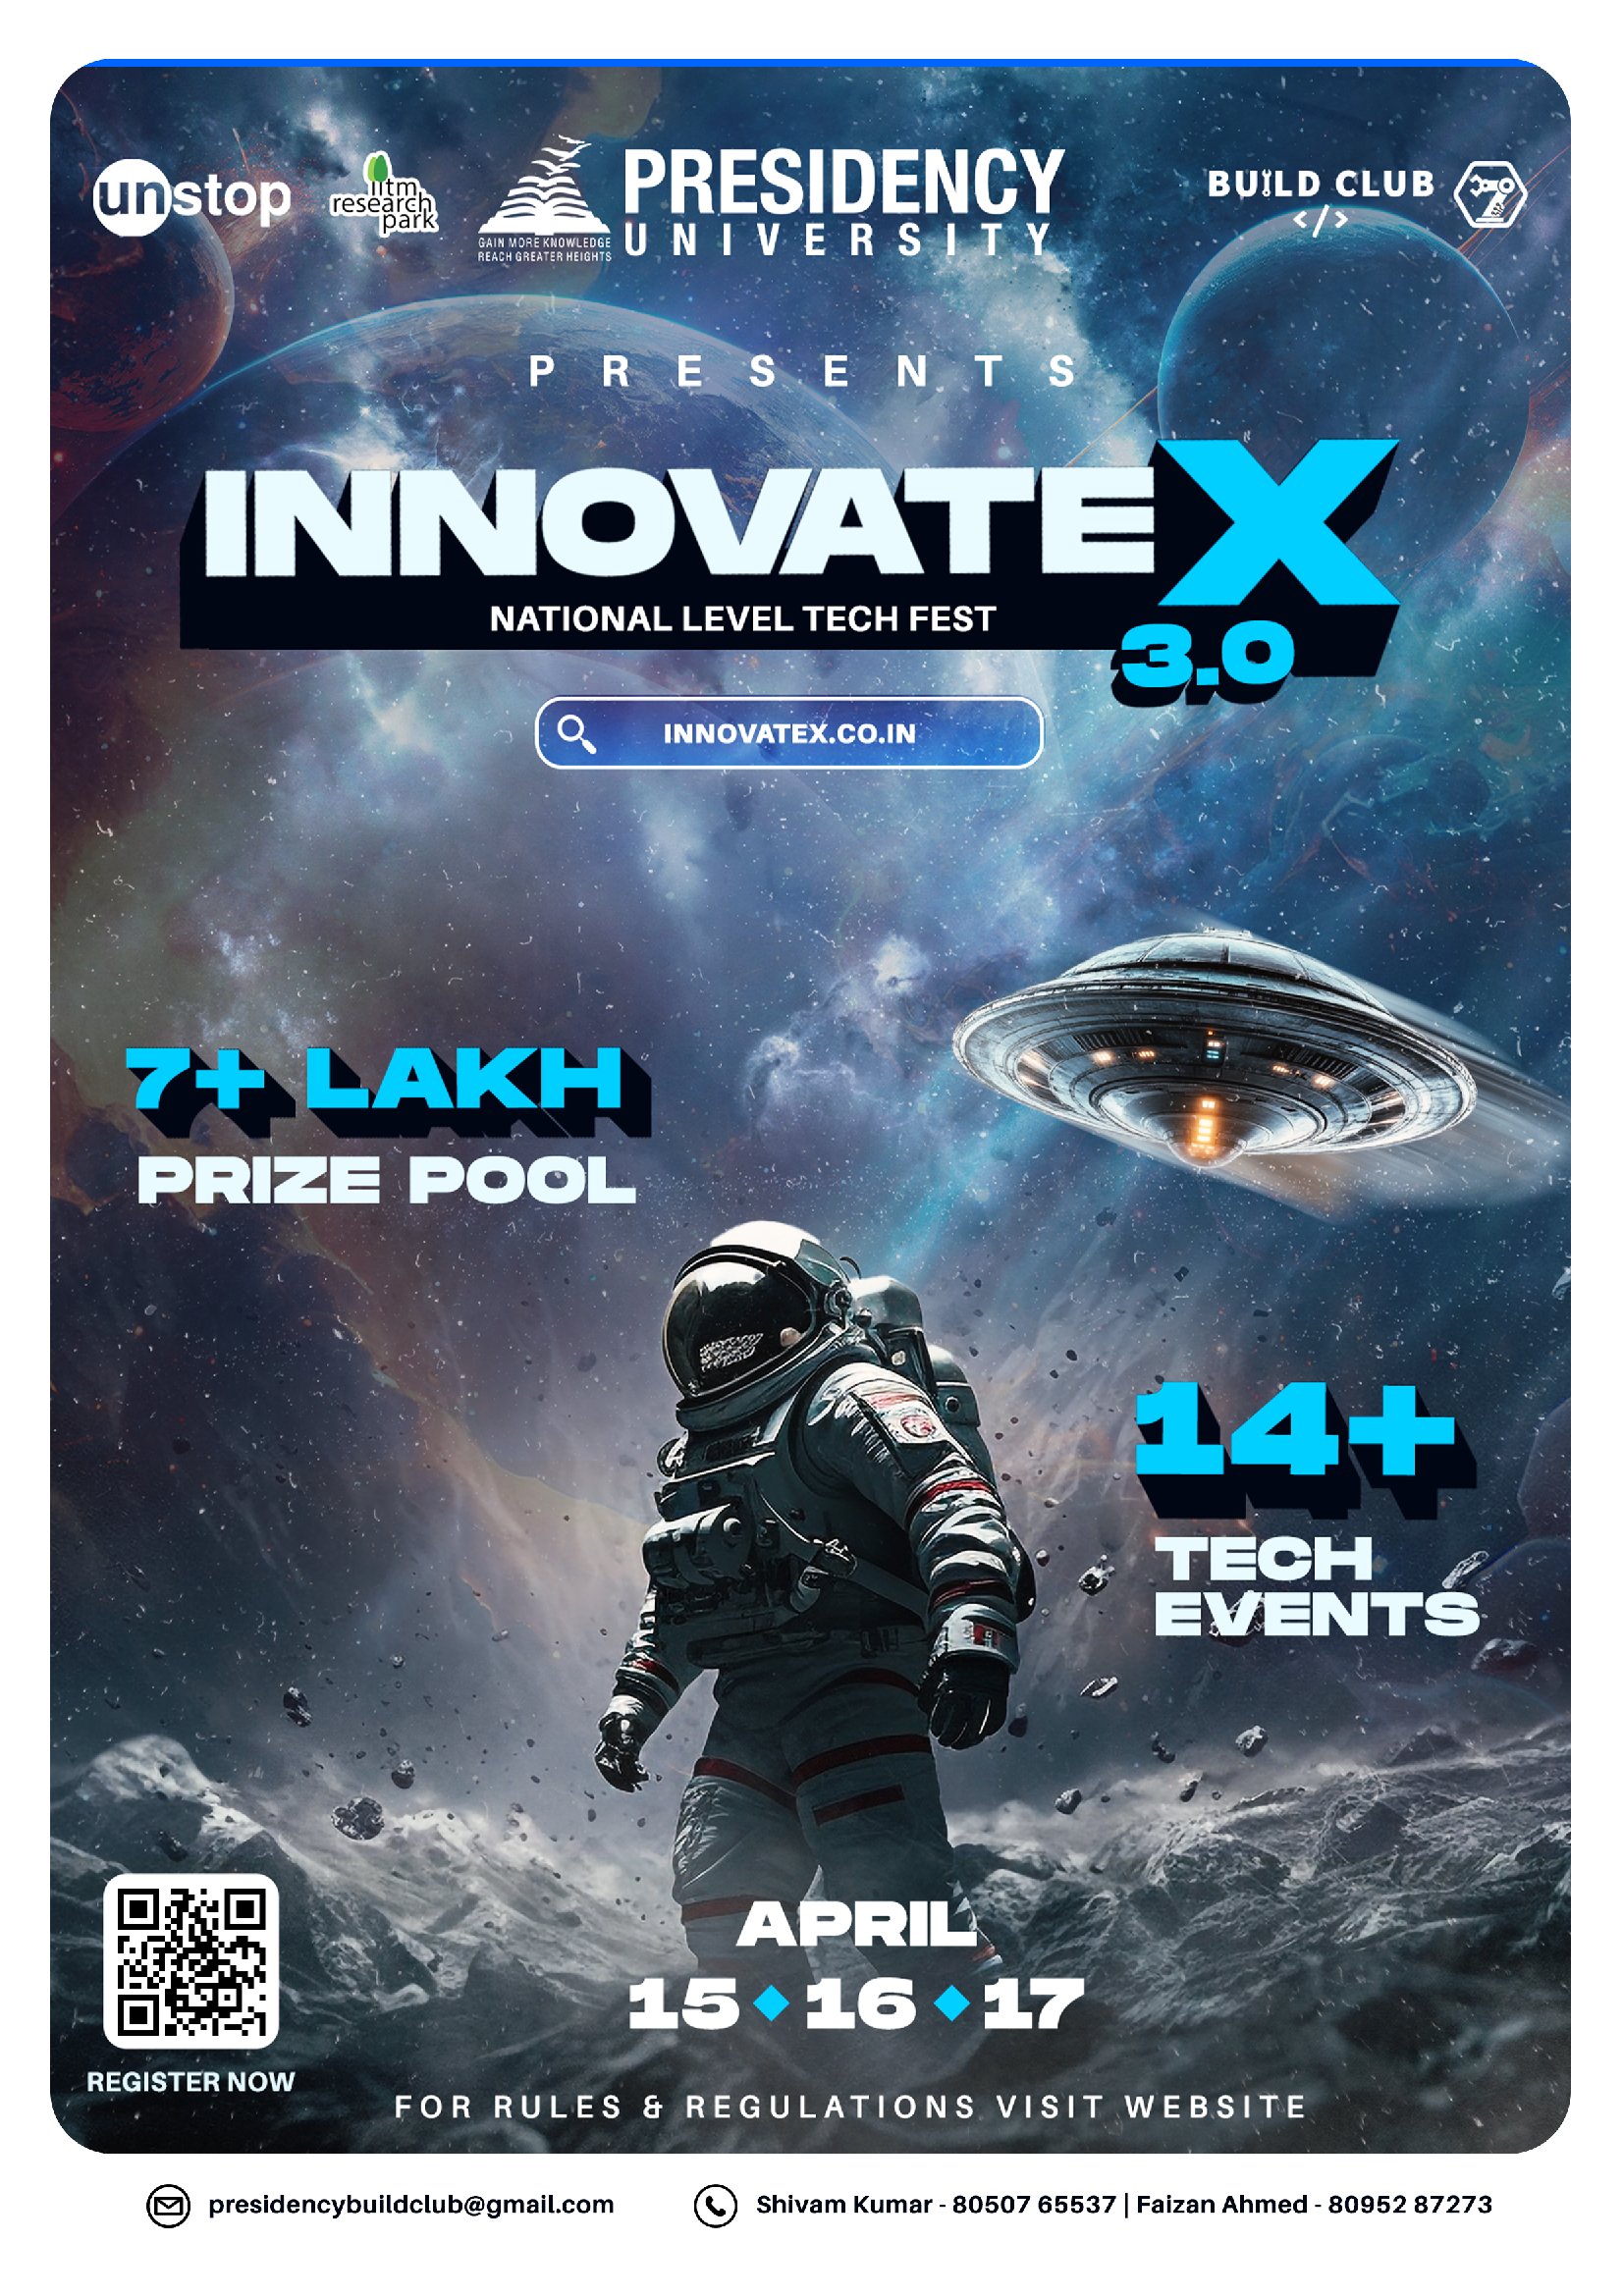 unstop
iitm
research
park
GAIN MORE KNOWLEDGE
REACH GREATER HEIGHTS
PRESIDENCY
UNIVERSITY
BUILD CLUB
</>
PRESENTS
INNOVATEX
NATIONAL LEVEL TECH FEST
3.0
INNOVATEX.CO.IN
7+ LAKH
PRIZE POOL
14+
TECH
EVENTS
APRIL
15 ◆ 16 ◆ 17
REGISTER NOW
FOR RULES & REGULATIONS VISIT WEBSITE
presidencybuildclub@gmail.com
Shivam Kumar - 80507 65537 | Faizan Ahmed - 80952 87273